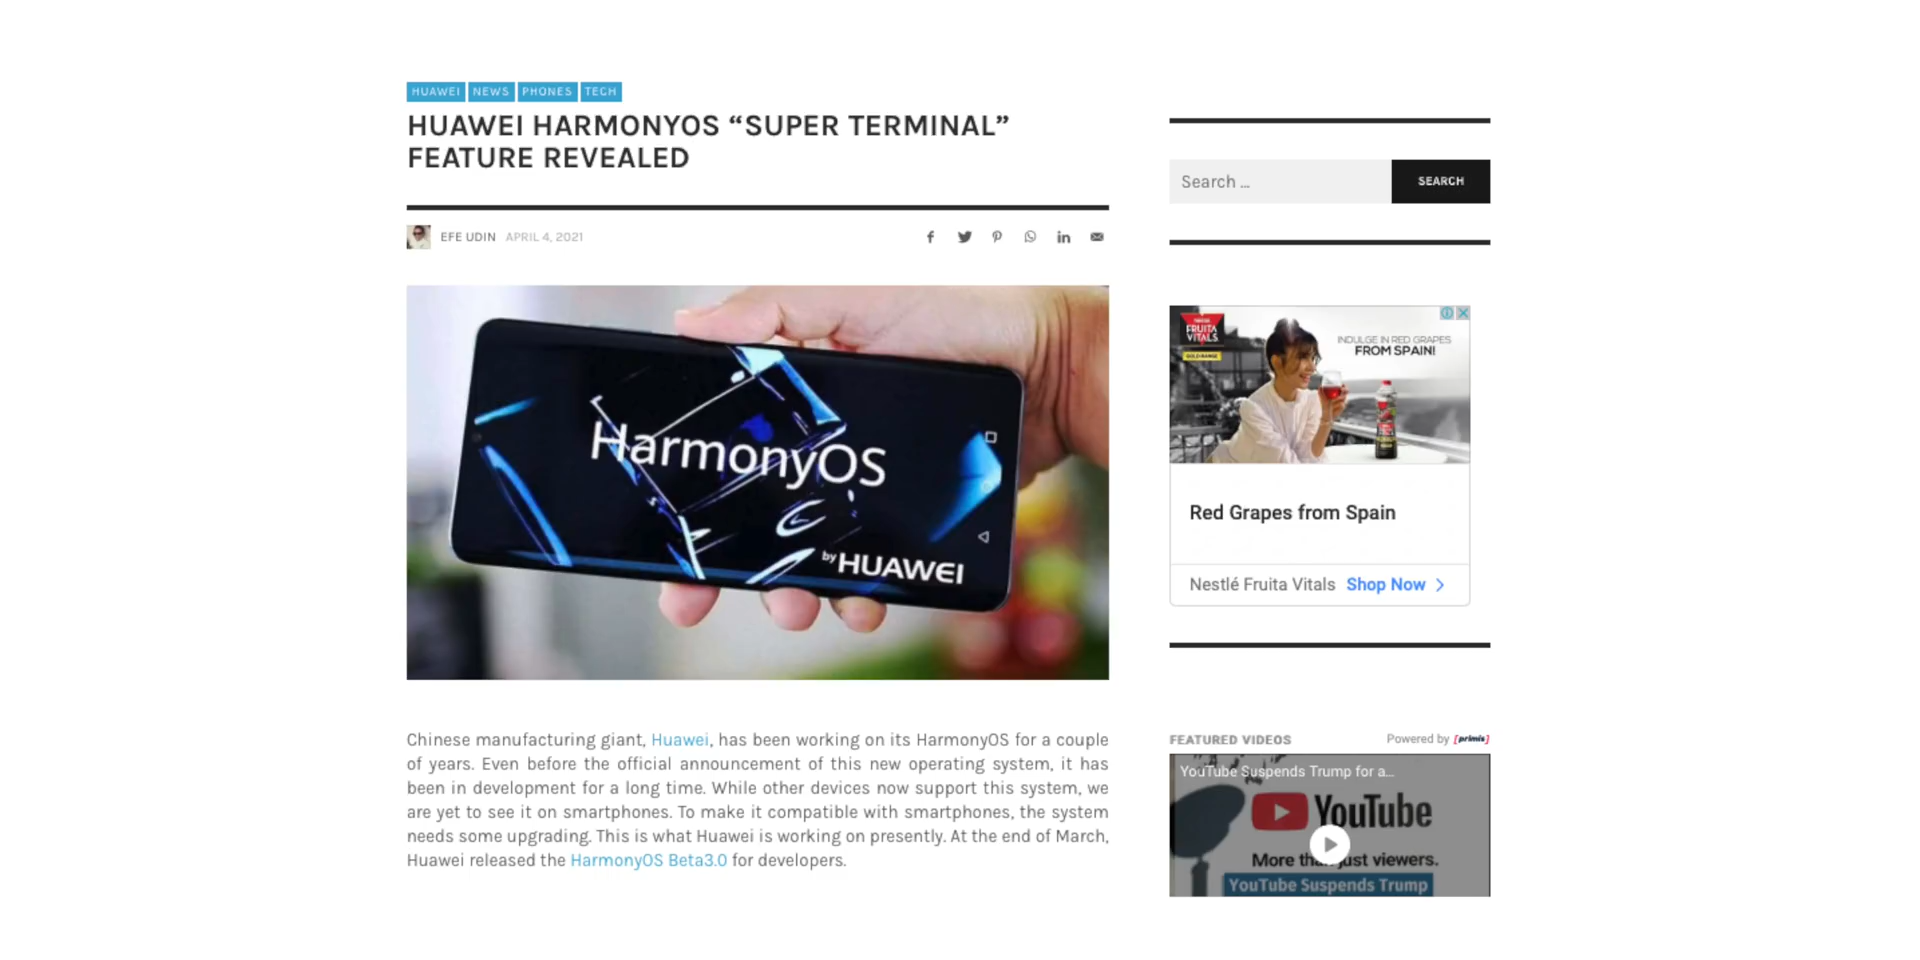 HUAWEI NEWS PHONES TECH
HUAWEI HARMONYOS “SUPER TERMINAL”
FEATURE REVEALED
EFE UDIN APRIL 4, 2021
HarmonyOS
by HUAWEI
Chinese manufacturing giant, Huawei, has been working on its HarmonyOS for a couple
of years. Even before the official announcement of this new operating system, it has
been in development for a long time. While other devices now support this system, we
are yet to see it on smartphones. To make it compatible with smartphones, the system
needs some upgrading. This is what Huawei is working on presently. At the end of March,
Huawei released the HarmonyOS Beta3.0 for developers.
Search ...
SEARCH
FRUITA
VITALS
GOLD RANGE
INDULGE IN RED GRAPES
FROM SPAIN!
Red Grapes from Spain
Nestlé Fruita Vitals Shop Now
FEATURED VIDEOS Powered by [primis]
YouTube Suspends Trump for a...
YouTube
More than just viewers.
YouTube Suspends Trump